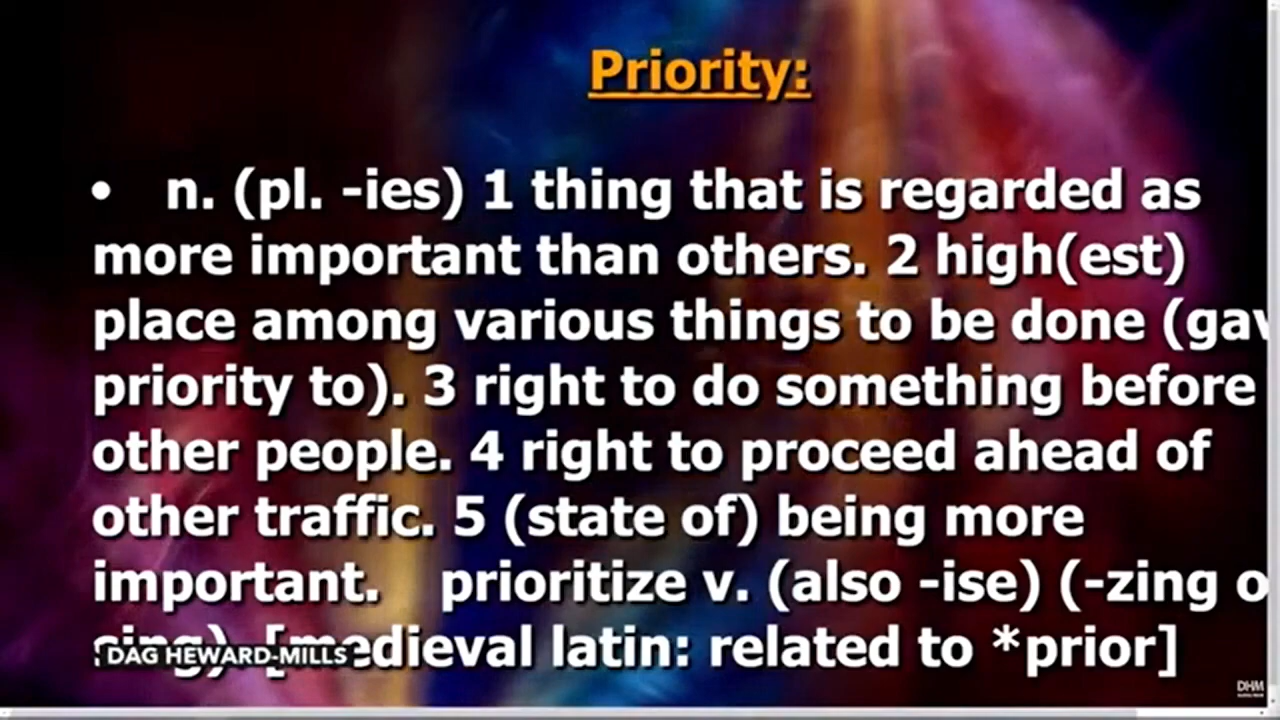 Priority:
• n. (pl. -ies) 1 thing that is regarded as
more important than others. 2 high(est)
place among various things to be done (gav
priority to). 3 right to do something before
other people. 4 right to proceed ahead of
other traffic. 5 (state of) being more
important. prioritize v. (also -ise) (-zing o
sing). [medieval latin: related to *prior]
DAG HEWARD-MILLS
DHM